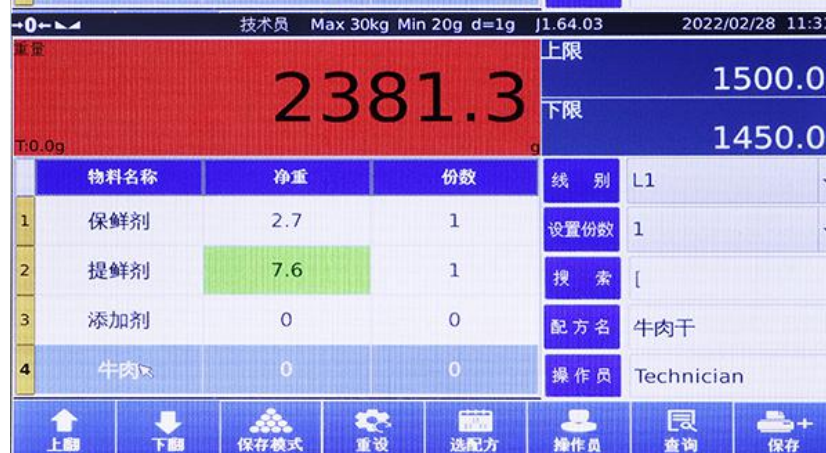 →0←
技术员 Max 30kg Min 20g d=1g J1.64.03 2022/02/28 11:3
重量
2381.3
T:0.0g
g
上限
1500.0
下限
1450.0
物料名称 净重 份数
1 保鲜剂 2.7 1
2 提鲜剂 7.6 1
3 添加剂 0 0
4 牛肉 0 0
线 别 L1
设置份数 1
搜 索 [
配方名 牛肉干
操作员 Technician
上翻 下翻 保存模式 重设 选配方 操作员 查询 保存